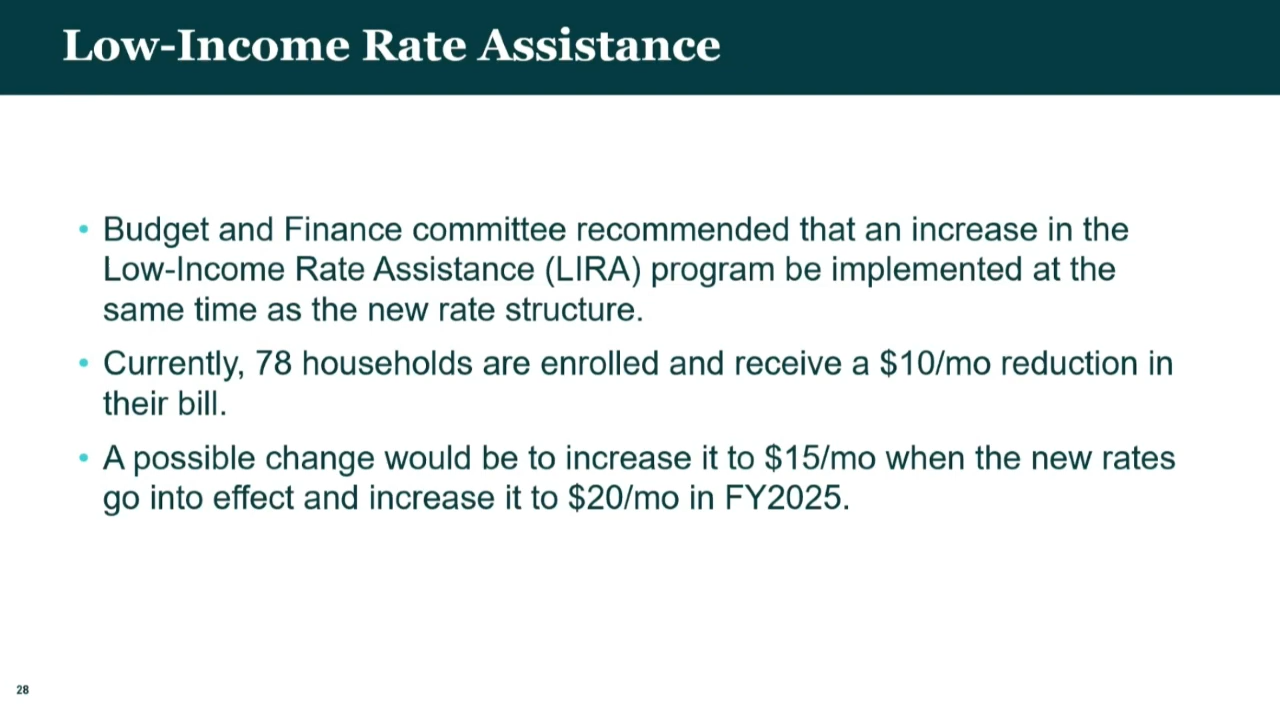 Low-Income Rate Assistance
• Budget and Finance committee recommended that an increase in the
Low-Income Rate Assistance (LIRA) program be implemented at the
same time as the new rate structure.
• Currently, 78 households are enrolled and receive a $10/mo reduction in
their bill.
• A possible change would be to increase it to $15/mo when the new rates
go into effect and increase it to $20/mo in FY2025.
28